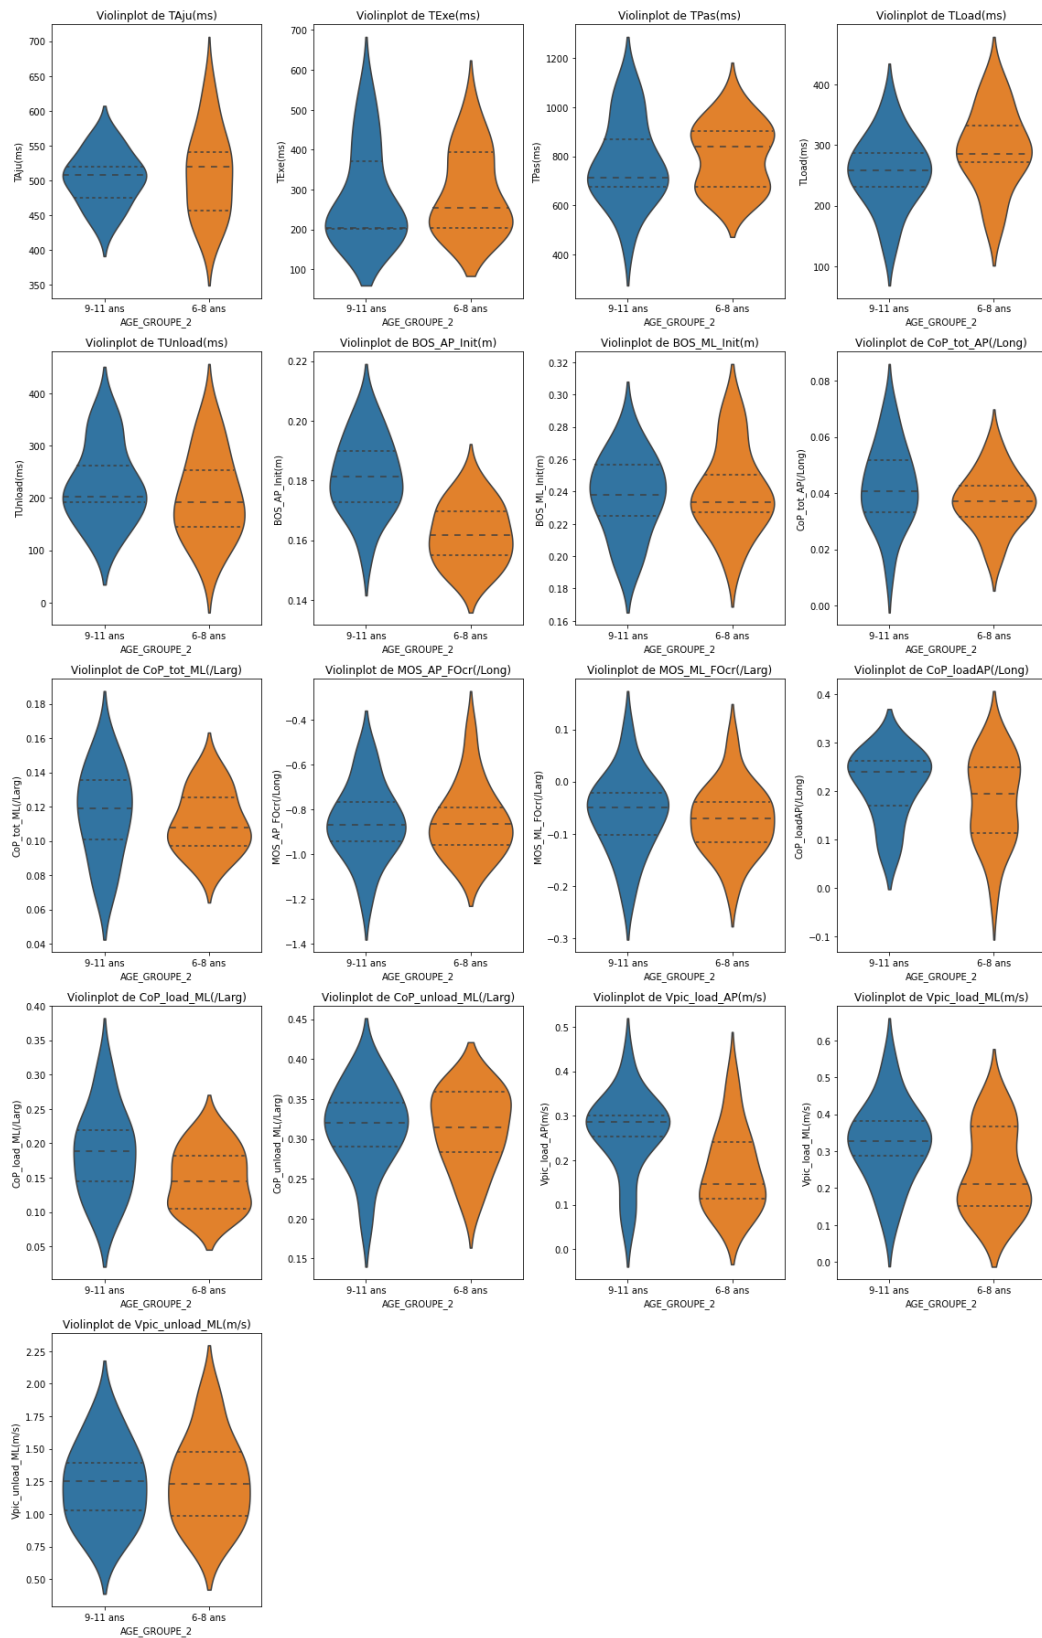 Violinplot de TAju(ms)
TAju(ms)
700
650
600
550
500
450
400
350
9-11 ans
6-8 ans
AGE_GROUPE_2
Violinplot de TExe(ms)
TExe(ms)
700
600
500
400
300
200
100
9-11 ans
6-8 ans
AGE_GROUPE_2
Violinplot de TPas(ms)
TPas(ms)
1200
1000
800
600
400
9-11 ans
6-8 ans
AGE_GROUPE_2
Violinplot de TLoad(ms)
TLoad(ms)
400
300
200
100
9-11 ans
6-8 ans
AGE_GROUPE_2
Violinplot de TUnload(ms)
TUnload(ms)
400
300
200
100
0
9-11 ans
6-8 ans
AGE_GROUPE_2
Violinplot de BOS_AP_Init(m)
BOS_AP_Init(m)
0.22
0.20
0.18
0.16
0.14
9-11 ans
6-8 ans
AGE_GROUPE_2
Violinplot de BOS_ML_Init(m)
BOS_ML_Init(m)
0.32
0.30
0.28
0.26
0.24
0.22
0.20
0.18
0.16
9-11 ans
6-8 ans
AGE_GROUPE_2
Violinplot de CoP_tot_AP(/Long)
CoP_tot_AP(/Long)
0.08
0.06
0.04
0.02
0.00
9-11 ans
6-8 ans
AGE_GROUPE_2
Violinplot de CoP_tot_ML(/Larg)
CoP_tot_ML(/Larg)
0.18
0.16
0.14
0.12
0.10
0.08
0.06
0.04
9-11 ans
6-8 ans
AGE_GROUPE_2
Violinplot de MOS_AP_FOcr(/Long)
MOS_AP_FOcr(/Long)
−0.4
−0.6
−0.8
−1.0
−1.2
−1.4
9-11 ans
6-8 ans
AGE_GROUPE_2
Violinplot de MOS_ML_FOcr(/Larg)
MOS_ML_FOcr(/Larg)
0.1
0.0
−0.1
−0.2
−0.3
9-11 ans
6-8 ans
AGE_GROUPE_2
Violinplot de CoP_loadAP(/Long)
CoP_loadAP(/Long)
0.4
0.3
0.2
0.1
0.0
−0.1
9-11 ans
6-8 ans
AGE_GROUPE_2
Violinplot de CoP_load_ML(/Larg)
CoP_load_ML(/Larg)
0.40
0.35
0.30
0.25
0.20
0.15
0.10
0.05
9-11 ans
6-8 ans
AGE_GROUPE_2
Violinplot de CoP_unload_ML(/Larg)
CoP_unload_ML(/Larg)
0.45
0.40
0.35
0.30
0.25
0.20
0.15
9-11 ans
6-8 ans
AGE_GROUPE_2
Violinplot de Vpic_load_AP(m/s)
Vpic_load_AP(m/s)
0.5
0.4
0.3
0.2
0.1
0.0
9-11 ans
6-8 ans
AGE_GROUPE_2
Violinplot de Vpic_load_ML(m/s)
Vpic_load_ML(m/s)
0.6
0.5
0.4
0.3
0.2
0.1
0.0
9-11 ans
6-8 ans
AGE_GROUPE_2
Violinplot de Vpic_unload_ML(m/s)
Vpic_unload_ML(m/s)
2.25
2.00
1.75
1.50
1.25
1.00
0.75
0.50
9-11 ans
6-8 ans
AGE_GROUPE_2